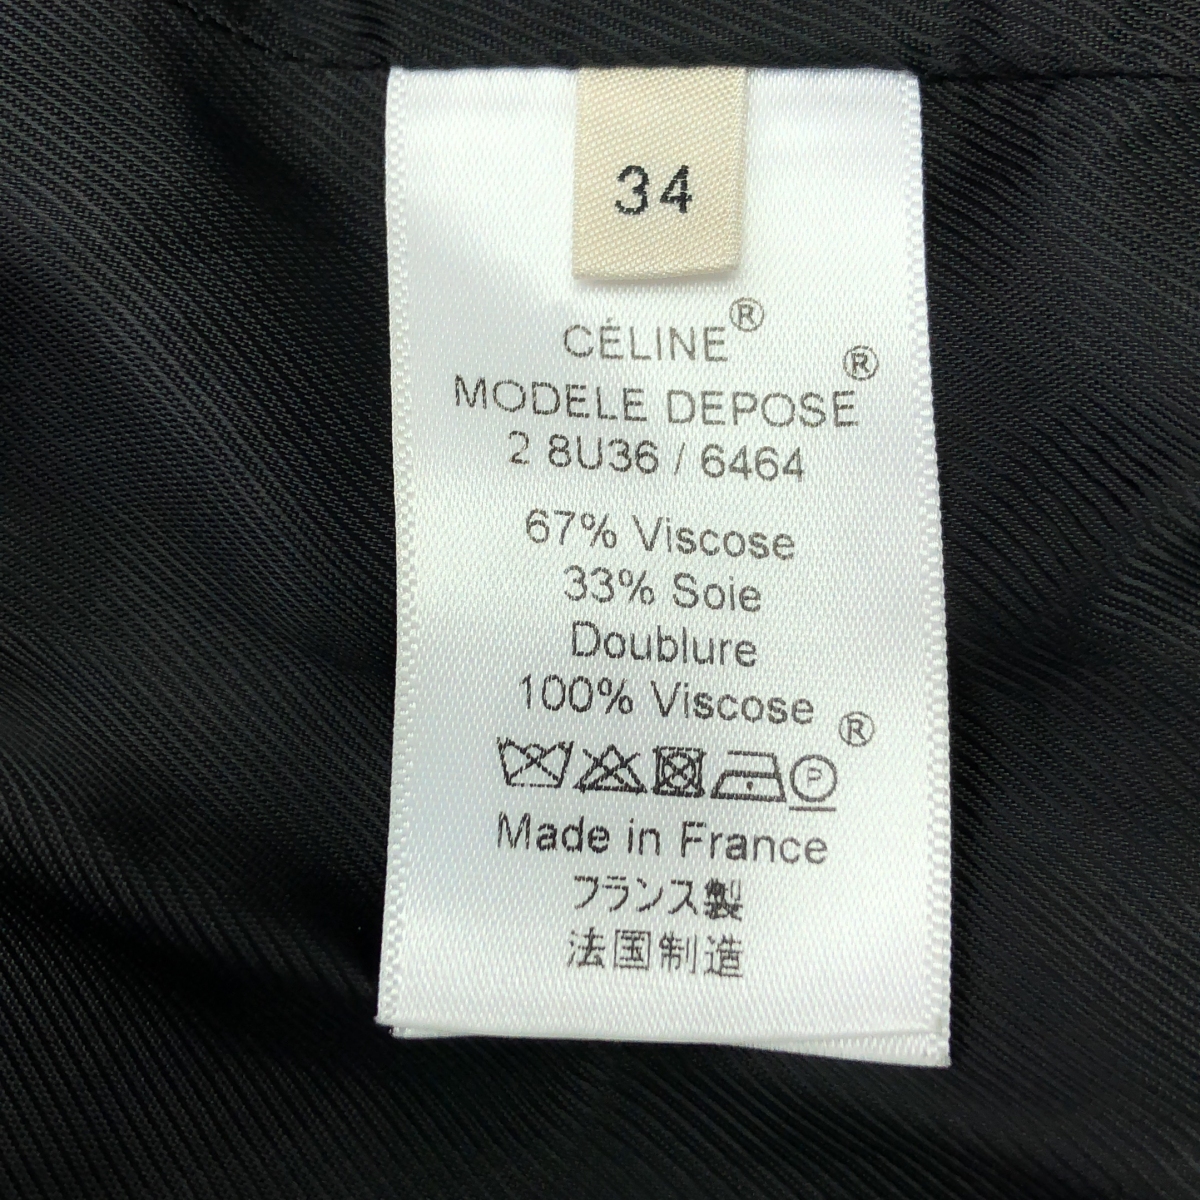 34
CÉLINE®
MODELE DEPOSE®
2 8U36 / 6464
67% Viscose
33% Soie
Doublure
100% Viscose®
P
Made in France
フランス製
法国制造